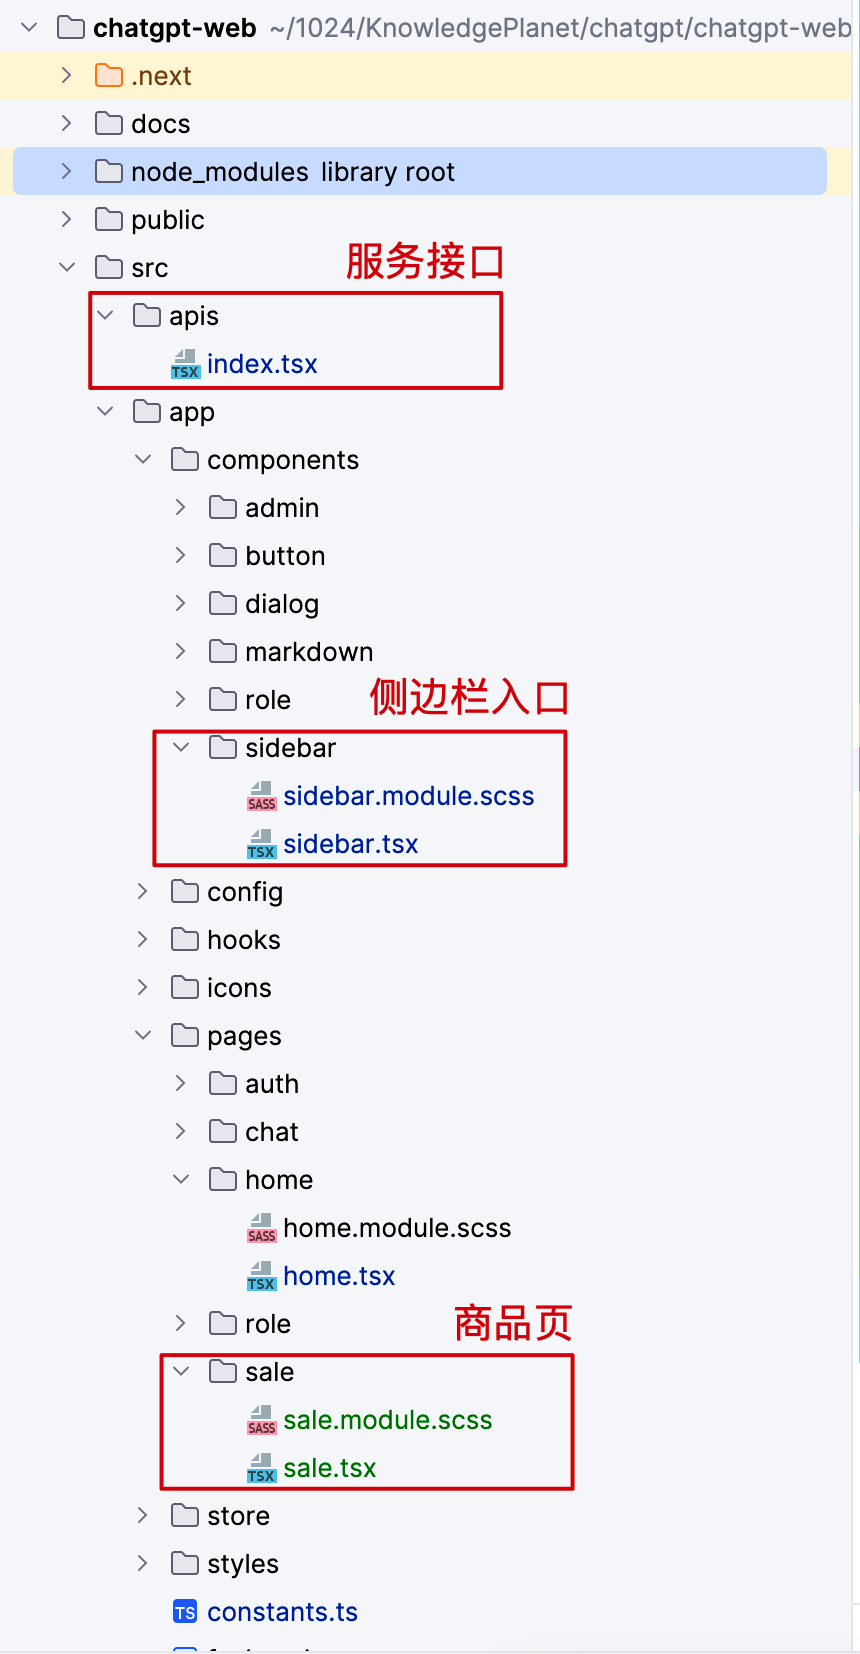 chatgpt-web ~/1024/KnowledgePlanet/chatgpt/chatgpt-web
.next
docs
node_modules library root
public
src
服务接口
apis
TSX index.tsx
app
components
admin
button
dialog
markdown
role
侧边栏入口
sidebar
SASS sidebar.module.scss
TSX sidebar.tsx
config
hooks
icons
pages
auth
chat
home
SASS home.module.scss
TSX home.tsx
role
商品页
sale
SASS sale.module.scss
TSX sale.tsx
store
styles
TS constants.ts